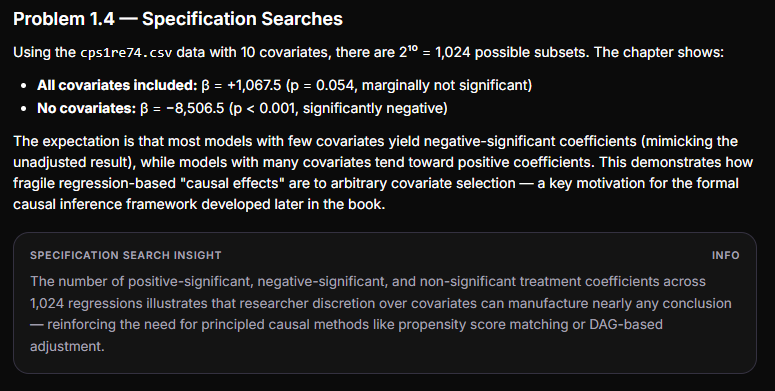 Problem 1.4 — Specification Searches
Using the cps1re74.csv data with 10 covariates, there are 2¹⁰ = 1,024 possible subsets. The chapter shows:
• All covariates included: β = +1,067.5 (p = 0.054, marginally not significant)
• No covariates: β = −8,506.5 (p < 0.001, significantly negative)
The expectation is that most models with few covariates yield negative-significant coefficients (mimicking the
unadjusted result), while models with many covariates tend toward positive coefficients. This demonstrates how
fragile regression-based "causal effects" are to arbitrary covariate selection — a key motivation for the formal
causal inference framework developed later in the book.
SPECIFICATION SEARCH INSIGHT INFO
The number of positive-significant, negative-significant, and non-significant treatment coefficients across
1,024 regressions illustrates that researcher discretion over covariates can manufacture nearly any conclusion
— reinforcing the need for principled causal methods like propensity score matching or DAG-based
adjustment.